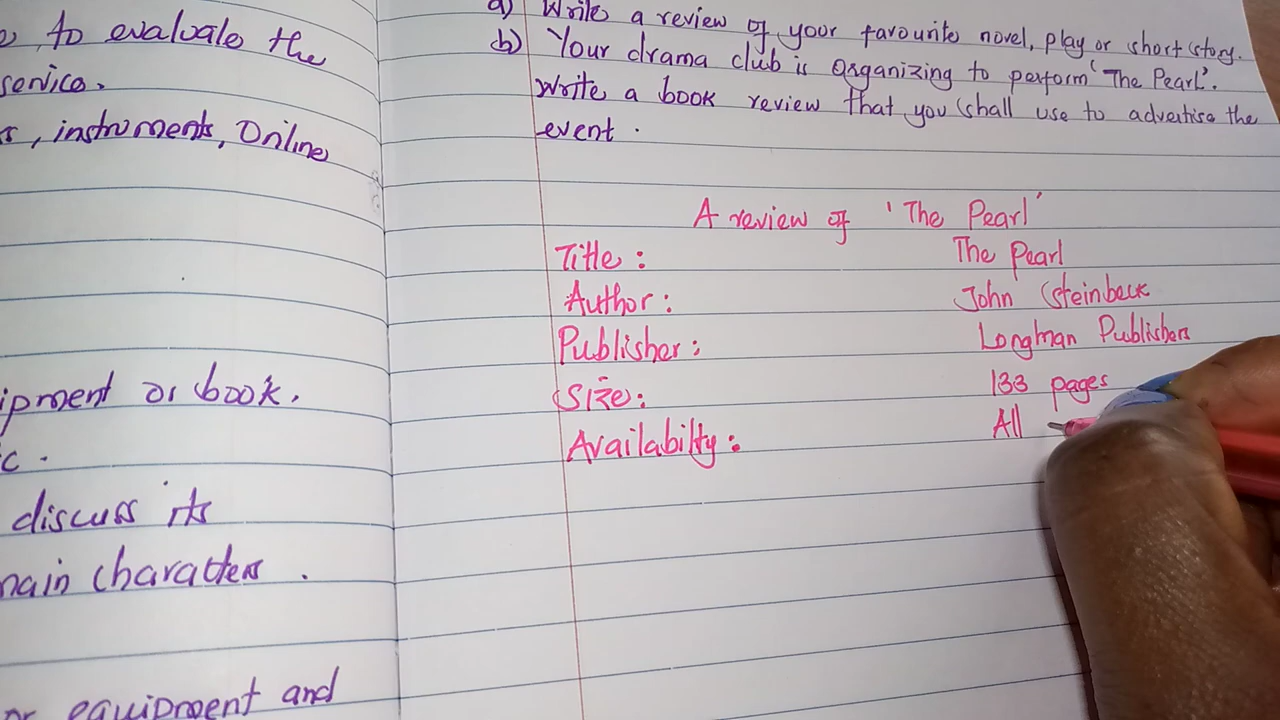 to evaluate the
service.
, instruments, Online
or book.
discuss its
main characters.
equipment and
a) Write a review of your favourite novel, play or short story.
b) Your drama club is organizing to perform 'The Pearl'.
Write a book review that you shall use to advertise the
event.
A review of 'The Pearl'
Title: The Pearl
Author: John Steinbeck
Publisher: Longman Publishers
Size: 133 pages
Availabilty: All